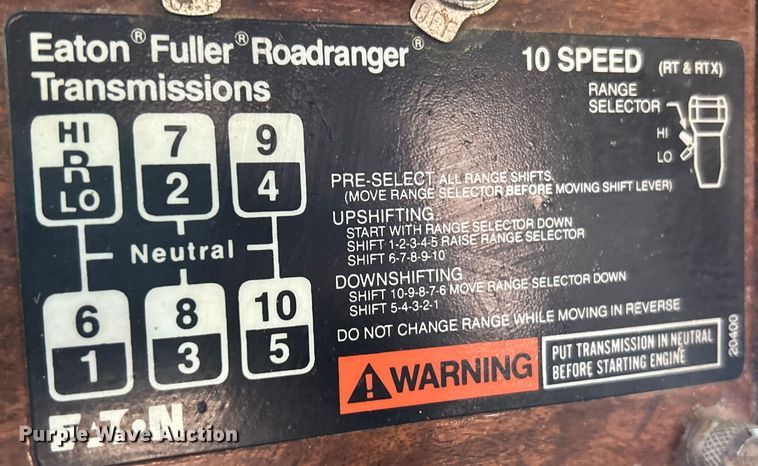 Eaton® Fuller® Roadranger®
Transmissions
10 SPEED (RT & RTX)
RANGE
SELECTOR
HI
LO
HI
R
LO
7
2
9
4
Neutral
6
1
8
3
10
5
PRE-SELECT ALL RANGE SHIFTS.
(MOVE RANGE SELECTOR BEFORE MOVING SHIFT LEVER)
UPSHIFTING
START WITH RANGE SELECTOR DOWN
SHIFT 1-2-3-4-5 RAISE RANGE SELECTOR
SHIFT 6-7-8-9-10
DOWNSHIFTING
SHIFT 10-9-8-7-6 MOVE RANGE SELECTOR DOWN
SHIFT 5-4-3-2-1
DO NOT CHANGE RANGE WHILE MOVING IN REVERSE
WARNING
PUT TRANSMISSION IN NEUTRAL
BEFORE STARTING ENGINE
20400
EATON
Purple Wave Auction